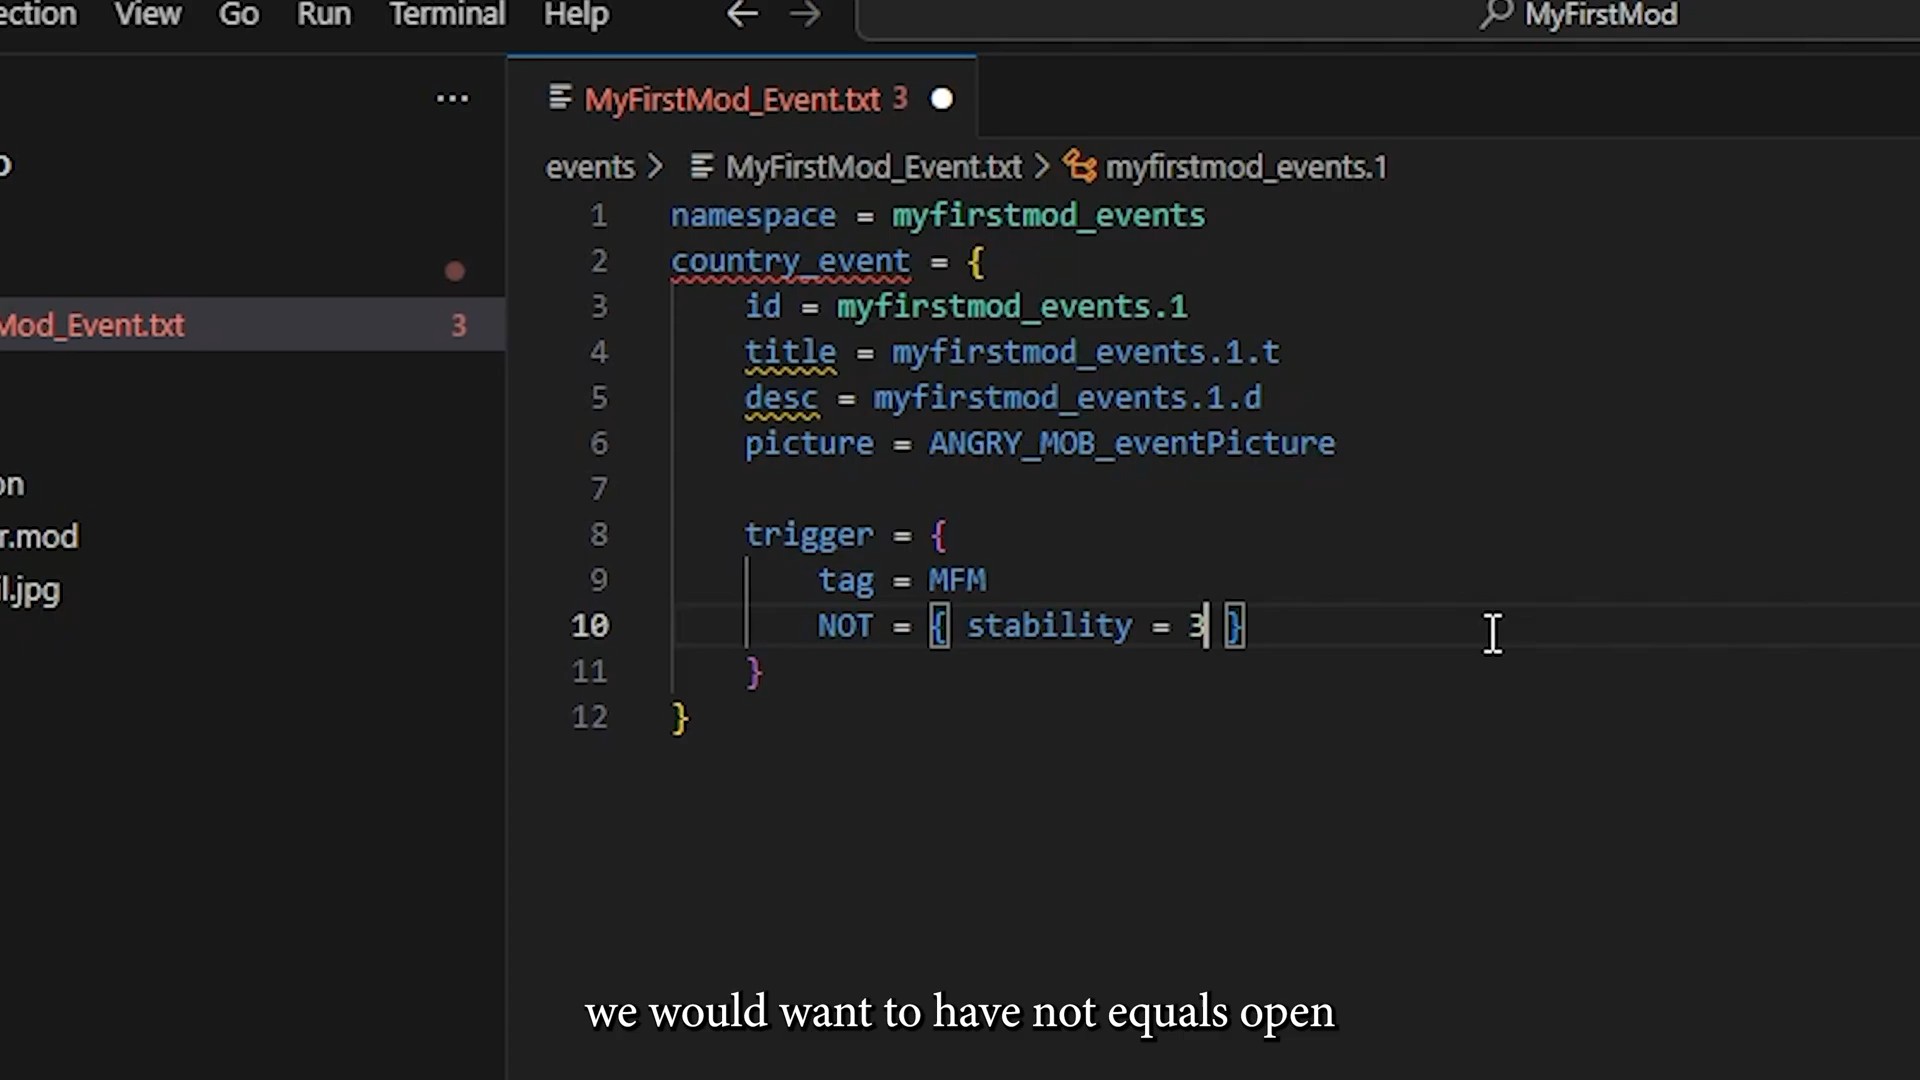 ection View Go Run Terminal Help ← → MyFirstMod
... MyFirstMod_Event.txt 3
events > MyFirstMod_Event.txt > myfirstmod_events.1
1 namespace = myfirstmod_events
2 country_event = {
Mod_Event.txt 3
3 id = myfirstmod_events.1
4 title = myfirstmod_events.1.t
5 desc = myfirstmod_events.1.d
6 picture = ANGRY_MOB_eventPicture
7
on
r.mod
l.jpg
8 trigger = {
9 tag = MFM
10 NOT = { stability = 3 }
11 }
12 }
we would want to have not equals open